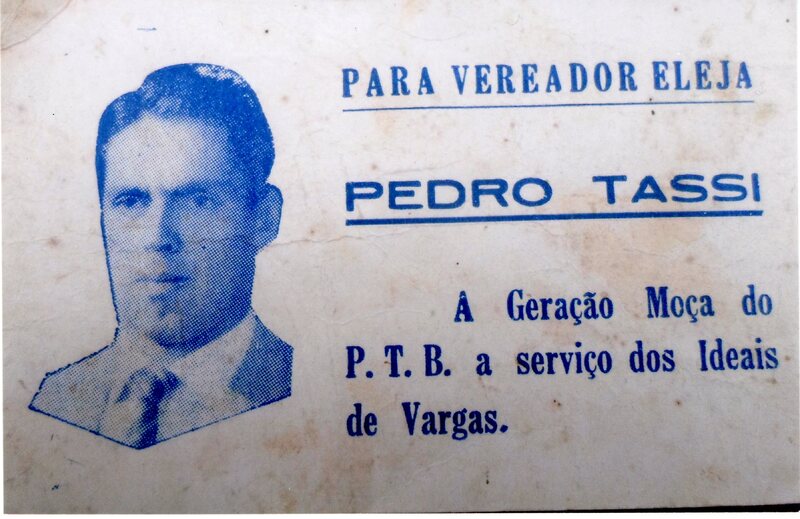 PARA VEREADOR ELEJA
PEDRO TASSI
A Geração Moça do
P. T. B. a serviço dos Ideais
de Vargas.